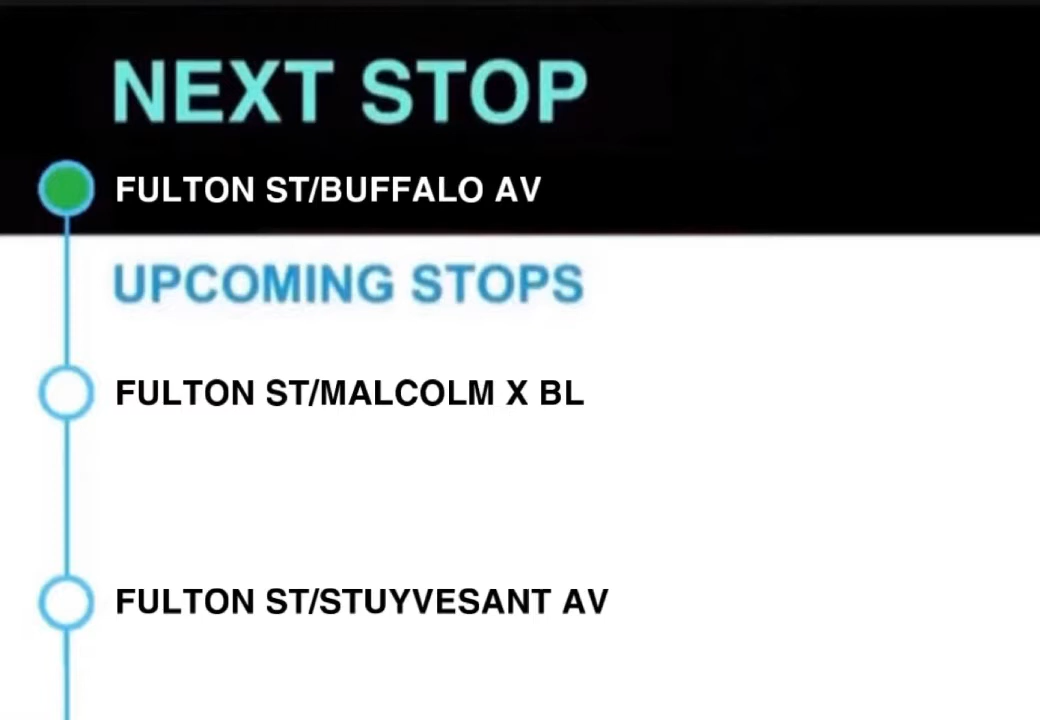 NEXT STOP
FULTON ST/BUFFALO AV
UPCOMING STOPS
FULTON ST/MALCOLM X BL
FULTON ST/STUYVESANT AV